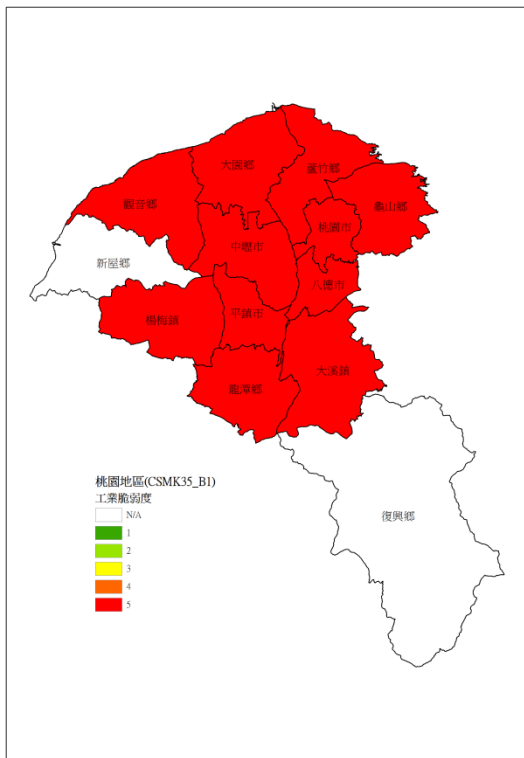 大園鄉
蘆竹鄉
觀音鄉
龜山鄉
桃園市
中壢市
新屋鄉
八德市
楊梅鎮
平鎮市
大溪鎮
龍潭鄉
復興鄉
桃園地區(CSMK35_B1)
工業脆弱度
N/A
1
2
3
4
5